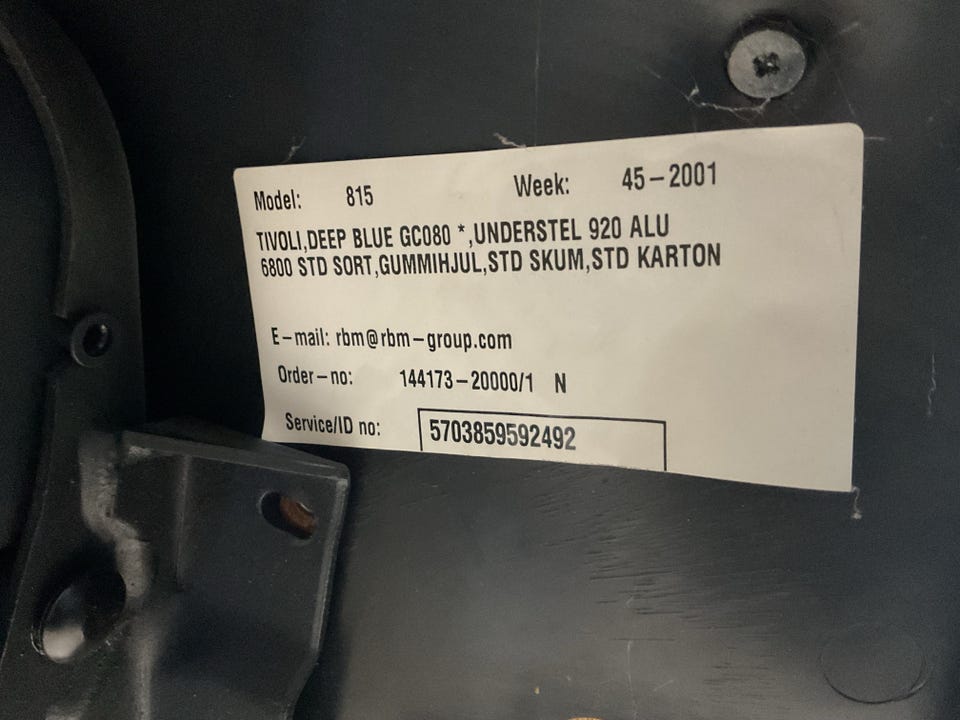 Model: 815 Week: 45-2001
TIVOLI,DEEP BLUE GC080 *,UNDERSTEL 920 ALU
6800 STD SORT,GUMMIHJUL,STD SKUM,STD KARTON
E-mail: rbm@rbm-group.com
Order-no: 144173-20000/1 N
Service/ID no: 5703859592492